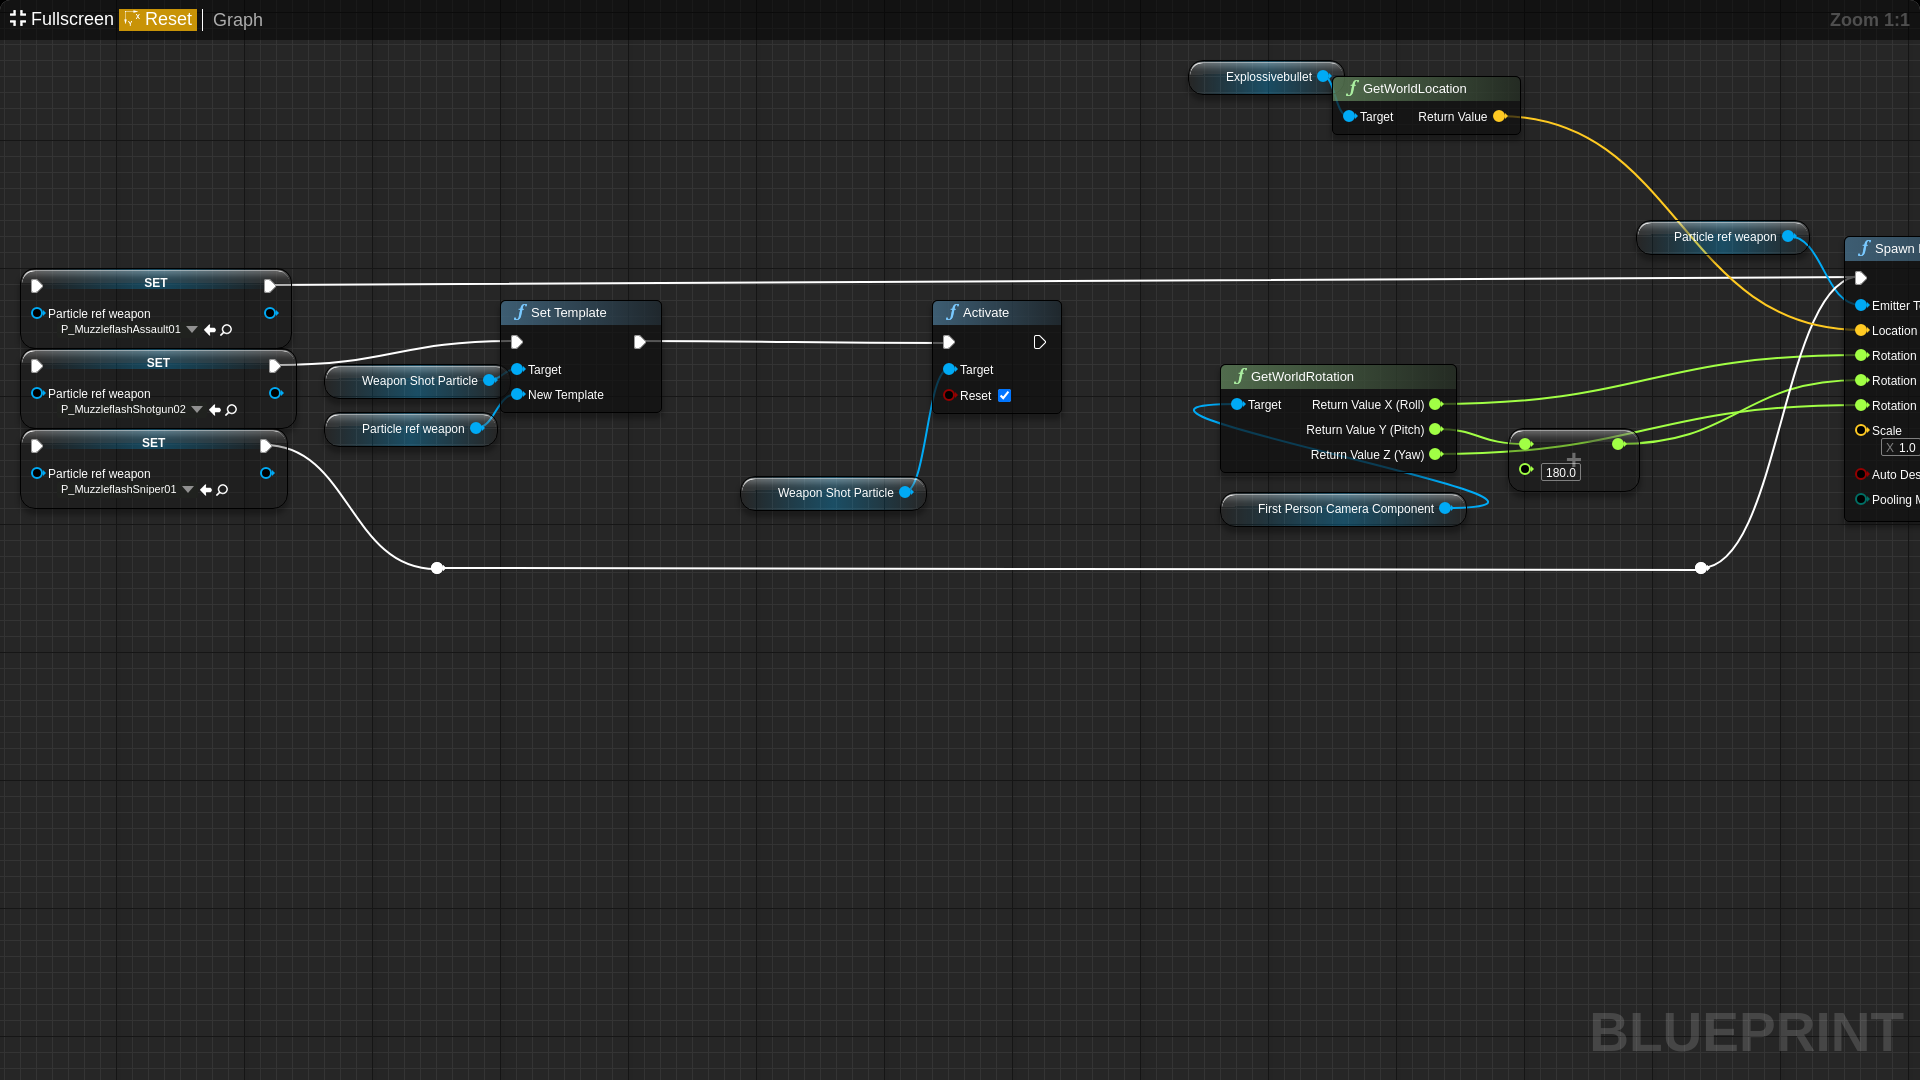 Fullscreen Reset Graph
Zoom 1:1
Explossivebullet
GetWorldLocation
Target Return Value
Particle ref weapon
Spawn
Emitter T
Location
Rotation
Rotation
Rotation
Scale
X 1.0
Auto Des
Pooling M
SET
Particle ref weapon
P_MuzzleflashAssault01
SET
Particle ref weapon
P_MuzzleflashShotgun02
SET
Particle ref weapon
P_MuzzleflashSniper01
Weapon Shot Particle
Particle ref weapon
Set Template
Target
New Template
Activate
Target
Reset
Weapon Shot Particle
GetWorldRotation
Target Return Value X (Roll)
Return Value Y (Pitch)
Return Value Z (Yaw)
First Person Camera Component
+
180.0
BLUEPRINT